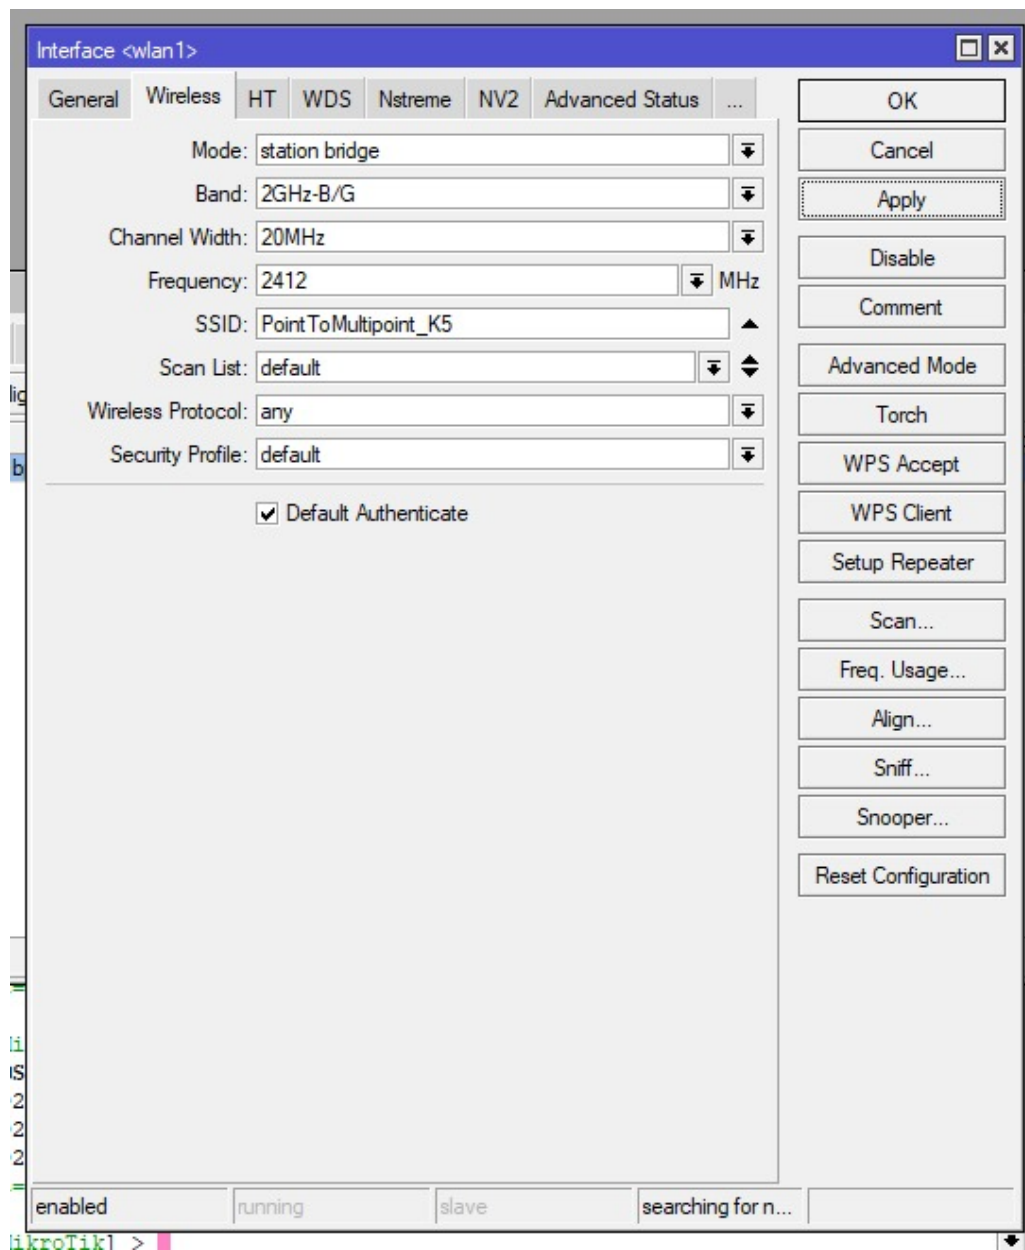 Interface <wlan1>
General Wireless HT WDS Nstreme NV2 Advanced Status ...
Mode: station bridge
Band: 2GHz-B/G
Channel Width: 20MHz
Frequency: 2412 MHz
SSID: PointToMultipoint_K5
Scan List: default
Wireless Protocol: any
Security Profile: default
Default Authenticate
OK
Cancel
Apply
Disable
Comment
Advanced Mode
Torch
WPS Accept
WPS Client
Setup Repeater
Scan...
Freq. Usage...
Align...
Sniff...
Snooper...
Reset Configuration
enabled running slave searching for n...
ikroTik] >